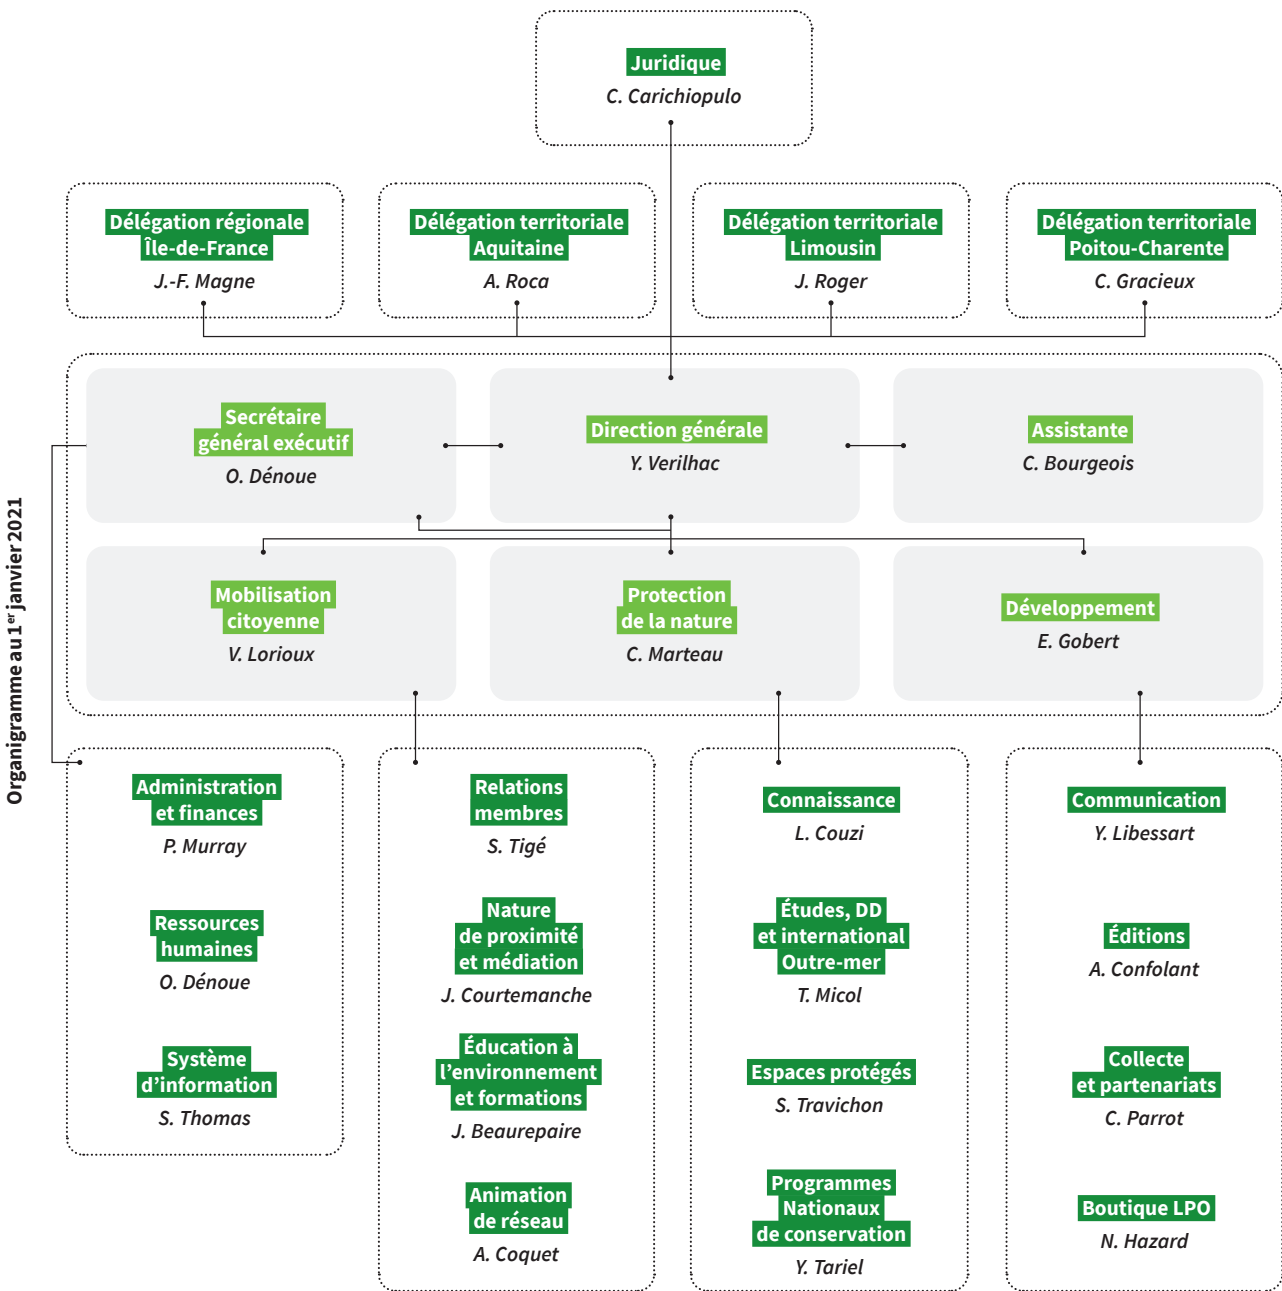 Juridique
C. Carichiopulo
Délégation régionale
Île-de-France
J.-F. Magne
Délégation territoriale
Aquitaine
A. Roca
Délégation territoriale
Limousin
J. Roger
Délégation territoriale
Poitou-Charente
C. Gracieux
Secrétaire
général exécutif
O. Dénoue
Direction générale
Y. Verilhac
Assistante
C. Bourgeois
Mobilisation
citoyenne
V. Lorioux
Protection
de la nature
C. Marteau
Développement
E. Gobert
Organigramme au 1er janvier 2021
Administration
et finances
P. Murray
Ressources
humaines
O. Dénoue
Système
d’information
S. Thomas
Relations
membres
S. Tigé
Nature
de proximité
et médiation
J. Courtemanche
Éducation à
l’environnement
et formations
J. Beaurepaire
Animation
de réseau
A. Coquet
Connaissance
L. Couzi
Études, DD
et international
Outre-mer
T. Micol
Espaces protégés
S. Travichon
Programmes
Nationaux
de conservation
Y. Tariel
Communication
Y. Libessart
Éditions
A. Confolant
Collecte
et partenariats
C. Parrot
Boutique LPO
N. Hazard